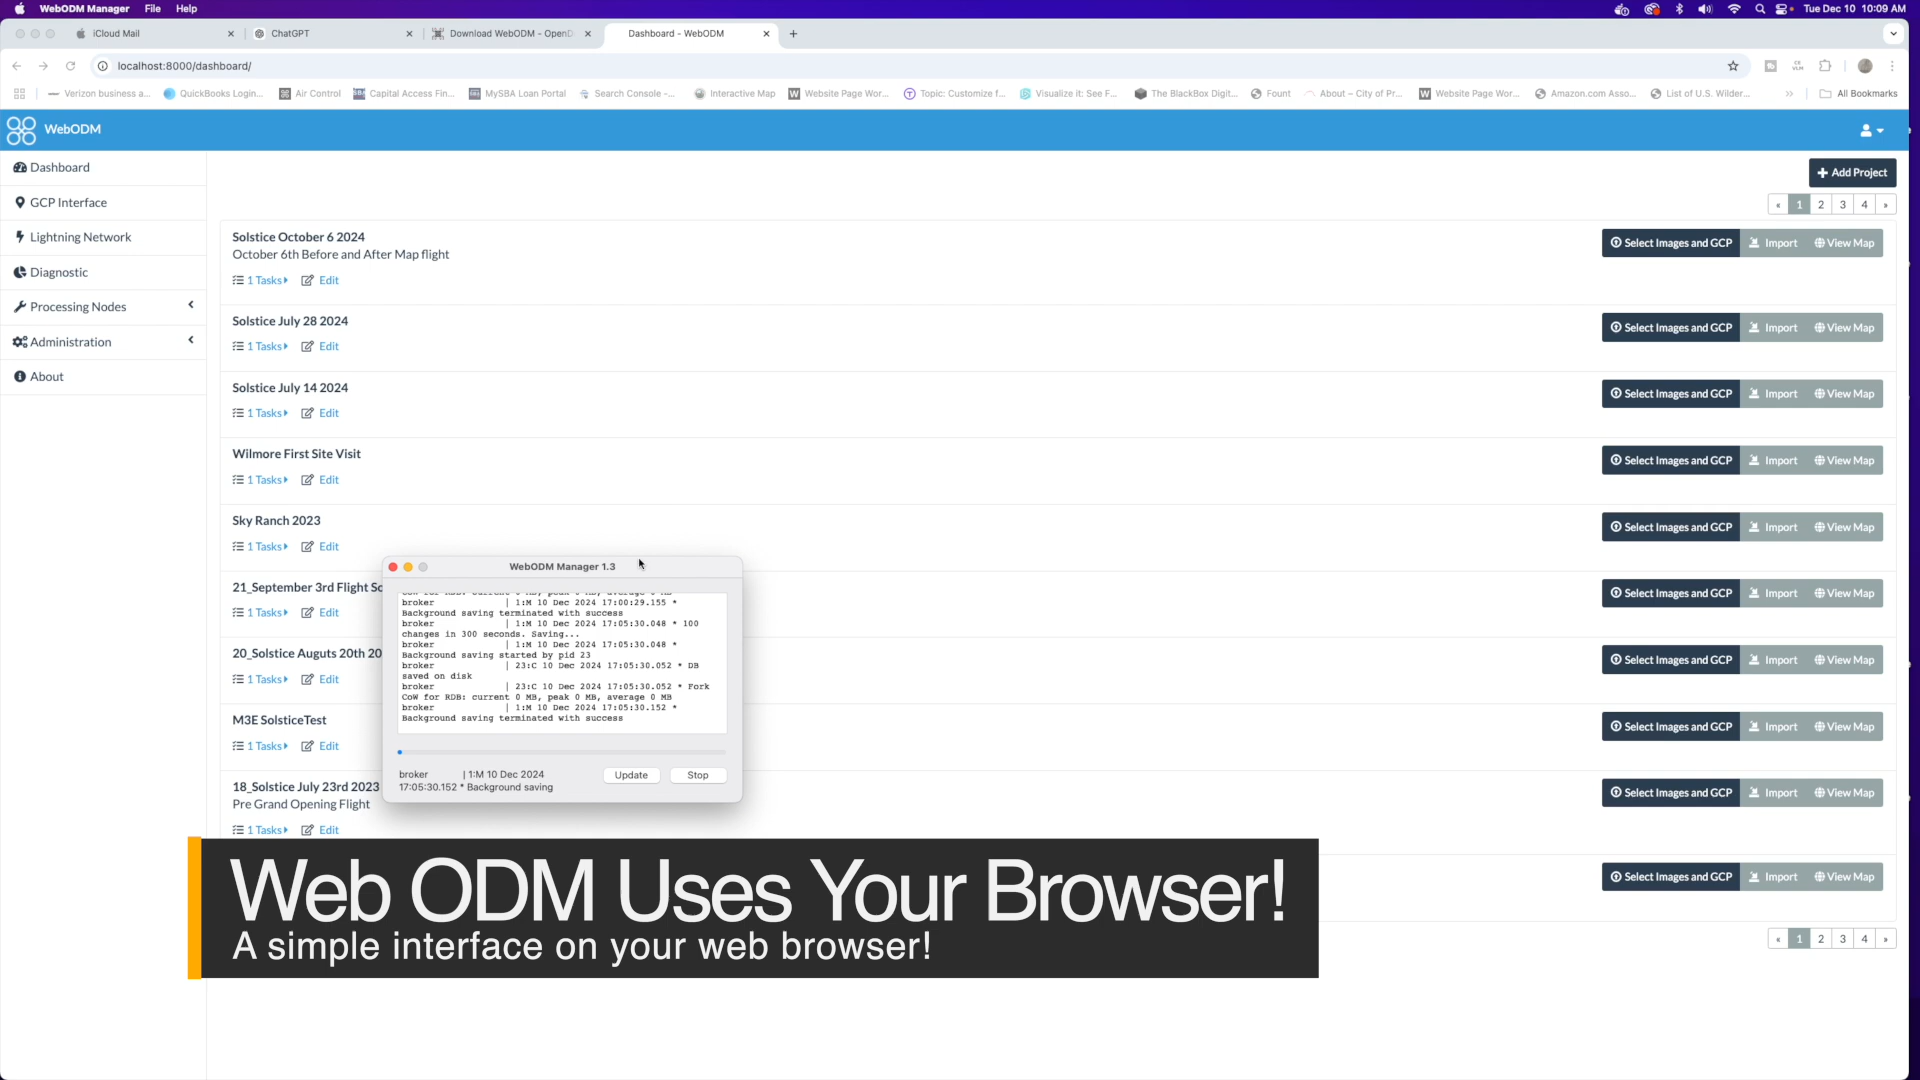 WebODM Manager File Help
Tue Dec 10 10:09 AM
iCloud Mail
ChatGPT
Download WebODM - OpenD
Dashboard - WebODM
localhost:8000/dashboard/
Verizon business a...
QuickBooks Login...
Air Control
Capital Access Fin...
MySBA Loan Portal
Search Console –...
Interactive Map
Website Page Wor...
Topic: Customize f...
Visualize it: See F...
The BlackBox Digit...
Fount
About – City of Pr...
Website Page Wor...
Amazon.com Asso...
List of U.S. Wilder...
All Bookmarks
WebODM
Dashboard
GCP Interface
Lightning Network
Diagnostic
Processing Nodes
Administration
About
Add Project
« 1 2 3 4 »
Solstice October 6 2024
October 6th Before and After Map flight
1 Tasks Edit
Select Images and GCP Import View Map
Solstice July 28 2024
1 Tasks Edit
Select Images and GCP Import View Map
Solstice July 14 2024
1 Tasks Edit
Select Images and GCP Import View Map
Wilmore First Site Visit
1 Tasks Edit
Select Images and GCP Import View Map
Sky Ranch 2023
1 Tasks Edit
Select Images and GCP Import View Map
21_September 3rd Flight So
1 Tasks Edit
Select Images and GCP Import View Map
20_Solstice Auguts 20th 20
1 Tasks Edit
Select Images and GCP Import View Map
M3E SolsticeTest
1 Tasks Edit
Select Images and GCP Import View Map
18_Solstice July 23rd 2023
Pre Grand Opening Flight
1 Tasks Edit
Select Images and GCP Import View Map
Select Images and GCP Import View Map
« 1 2 3 4 »
WebODM Manager 1.3
broker | 1:M 10 Dec 2024 17:00:29.155 *
Background saving terminated with success
broker | 1:M 10 Dec 2024 17:05:30.048 * 100
changes in 300 seconds. Saving...
broker | 1:M 10 Dec 2024 17:05:30.048 *
Background saving started by pid 23
broker | 23:C 10 Dec 2024 17:05:30.052 * DB
saved on disk
broker | 23:C 10 Dec 2024 17:05:30.052 * Fork
CoW for RDB: current 0 MB, peak 0 MB, average 0 MB
broker | 1:M 10 Dec 2024 17:05:30.152 *
Background saving terminated with success
broker | 1:M 10 Dec 2024
17:05:30.152 * Background saving
Update Stop
Web ODM Uses Your Browser!
A simple interface on your web browser!